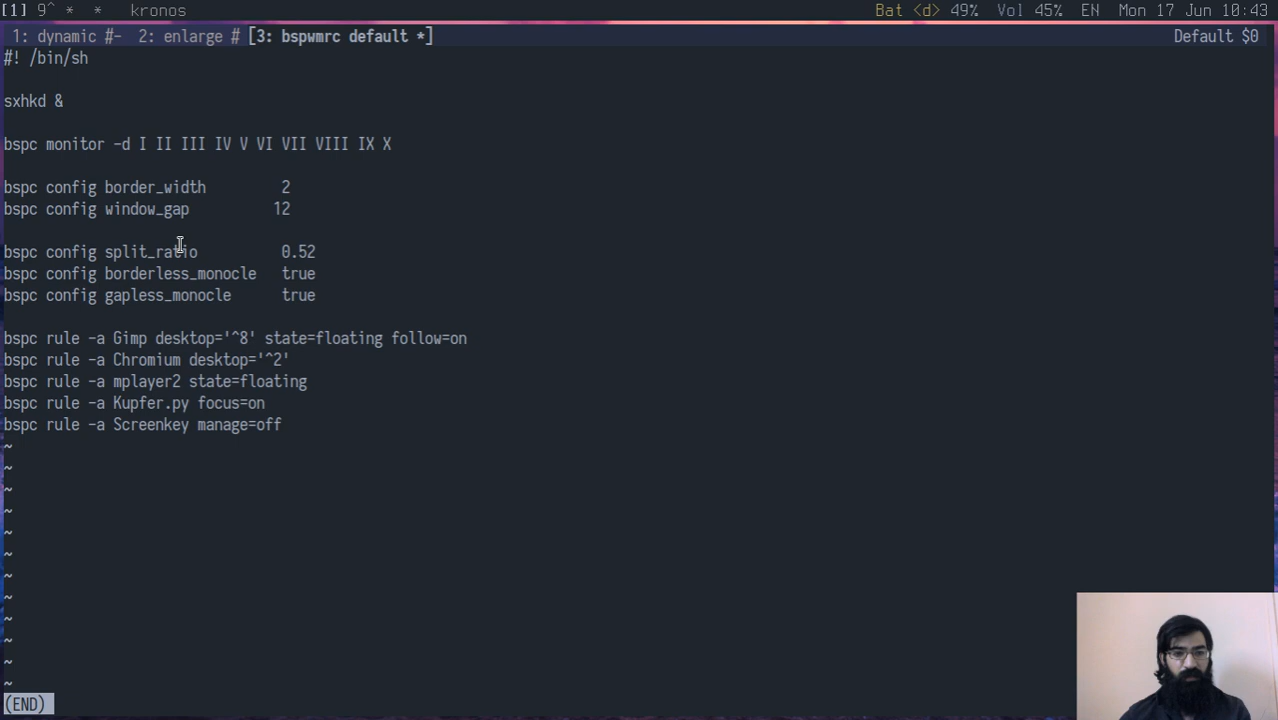 [1] 9^ * * kronos Bat <d> 49% Vol 45% EN Mon 17 Jun 10:43
1: dynamic #- 2: enlarge # [3: bspwmrc default *] Default $0
#! /bin/sh
sxhkd &
bspc monitor -d I II III IV V VI VII VIII IX X
bspc config border_width 2
bspc config window_gap 12
bspc config split_ratio 0.52
bspc config borderless_monocle true
bspc config gapless_monocle true
bspc rule -a Gimp desktop='^8' state=floating follow=on
bspc rule -a Chromium desktop='^2'
bspc rule -a mplayer2 state=floating
bspc rule -a Kupfer.py focus=on
bspc rule -a Screenkey manage=off
~
~
~
~
~
~
~
~
~
~
~
~
(END)